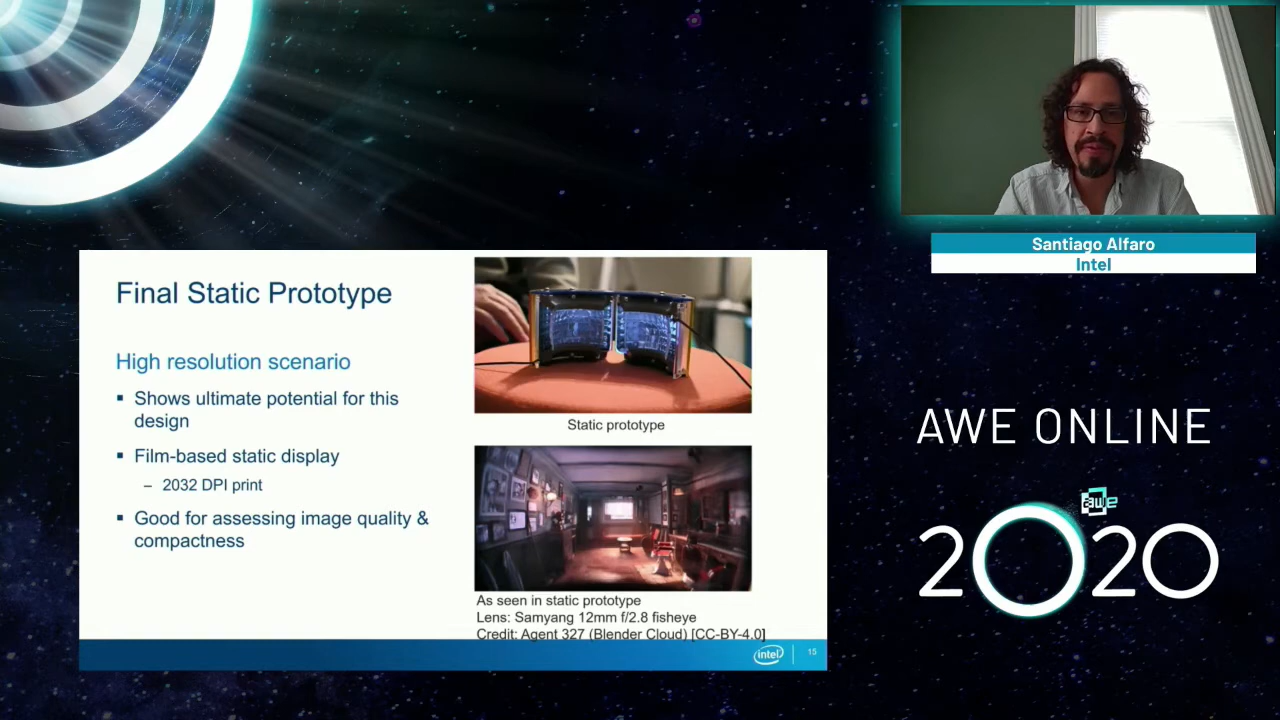 Santiago Alfaro
Intel
Final Static Prototype
High resolution scenario
▪ Shows ultimate potential for this
design
▪ Film-based static display
– 2032 DPI print
▪ Good for assessing image quality &
compactness
Static prototype
As seen in static prototype
Lens: Samyang 12mm f/2.8 fisheye
Credit: Agent 327 (Blender Cloud) [CC-BY-4.0]
intel
15
AWE ONLINE
awe
2020